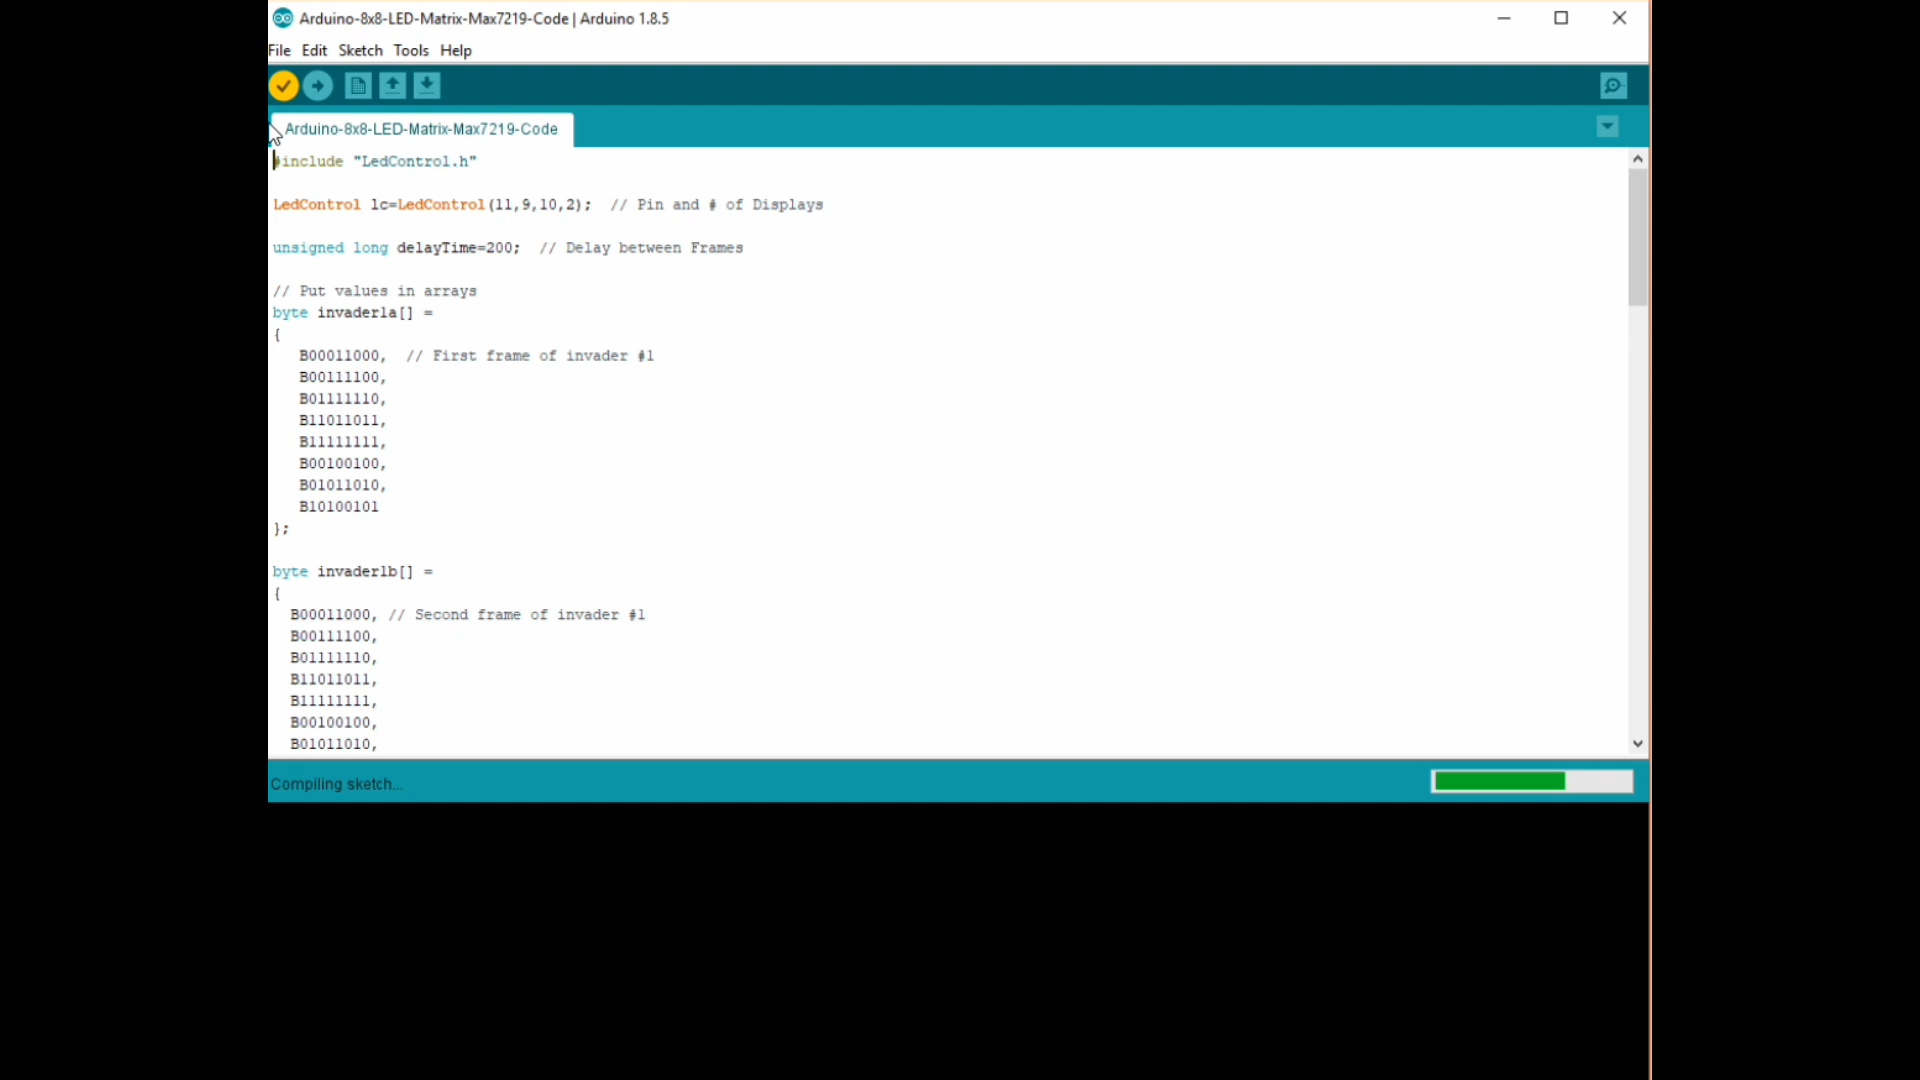 Arduino-8x8-LED-Matrix-Max7219-Code | Arduino 1.8.5
File Edit Sketch Tools Help
Arduino-8x8-LED-Matrix-Max7219-Code
#include "LedControl.h"
LedControl lc=LedControl(11,9,10,2);  // Pin and # of Displays
unsigned long delayTime=200;  // Delay between Frames
// Put values in arrays
byte invader1a[] =
{
   B00011000,  // First frame of invader #1
   B00111100,
   B01111110,
   B11011011,
   B11111111,
   B00100100,
   B01011010,
   B10100101
};
byte invader1b[] =
{
  B00011000, // Second frame of invader #1
  B00111100,
  B01111110,
  B11011011,
  B11111111,
  B00100100,
  B01011010,
Compiling sketch...